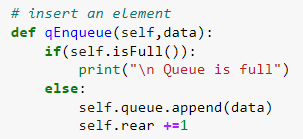 # insert an element
def qEnqueue(self,data):
    if(self.isFull()):
        print("\n Queue is full")
    else:
        self.queue.append(data)
        self.rear +=1